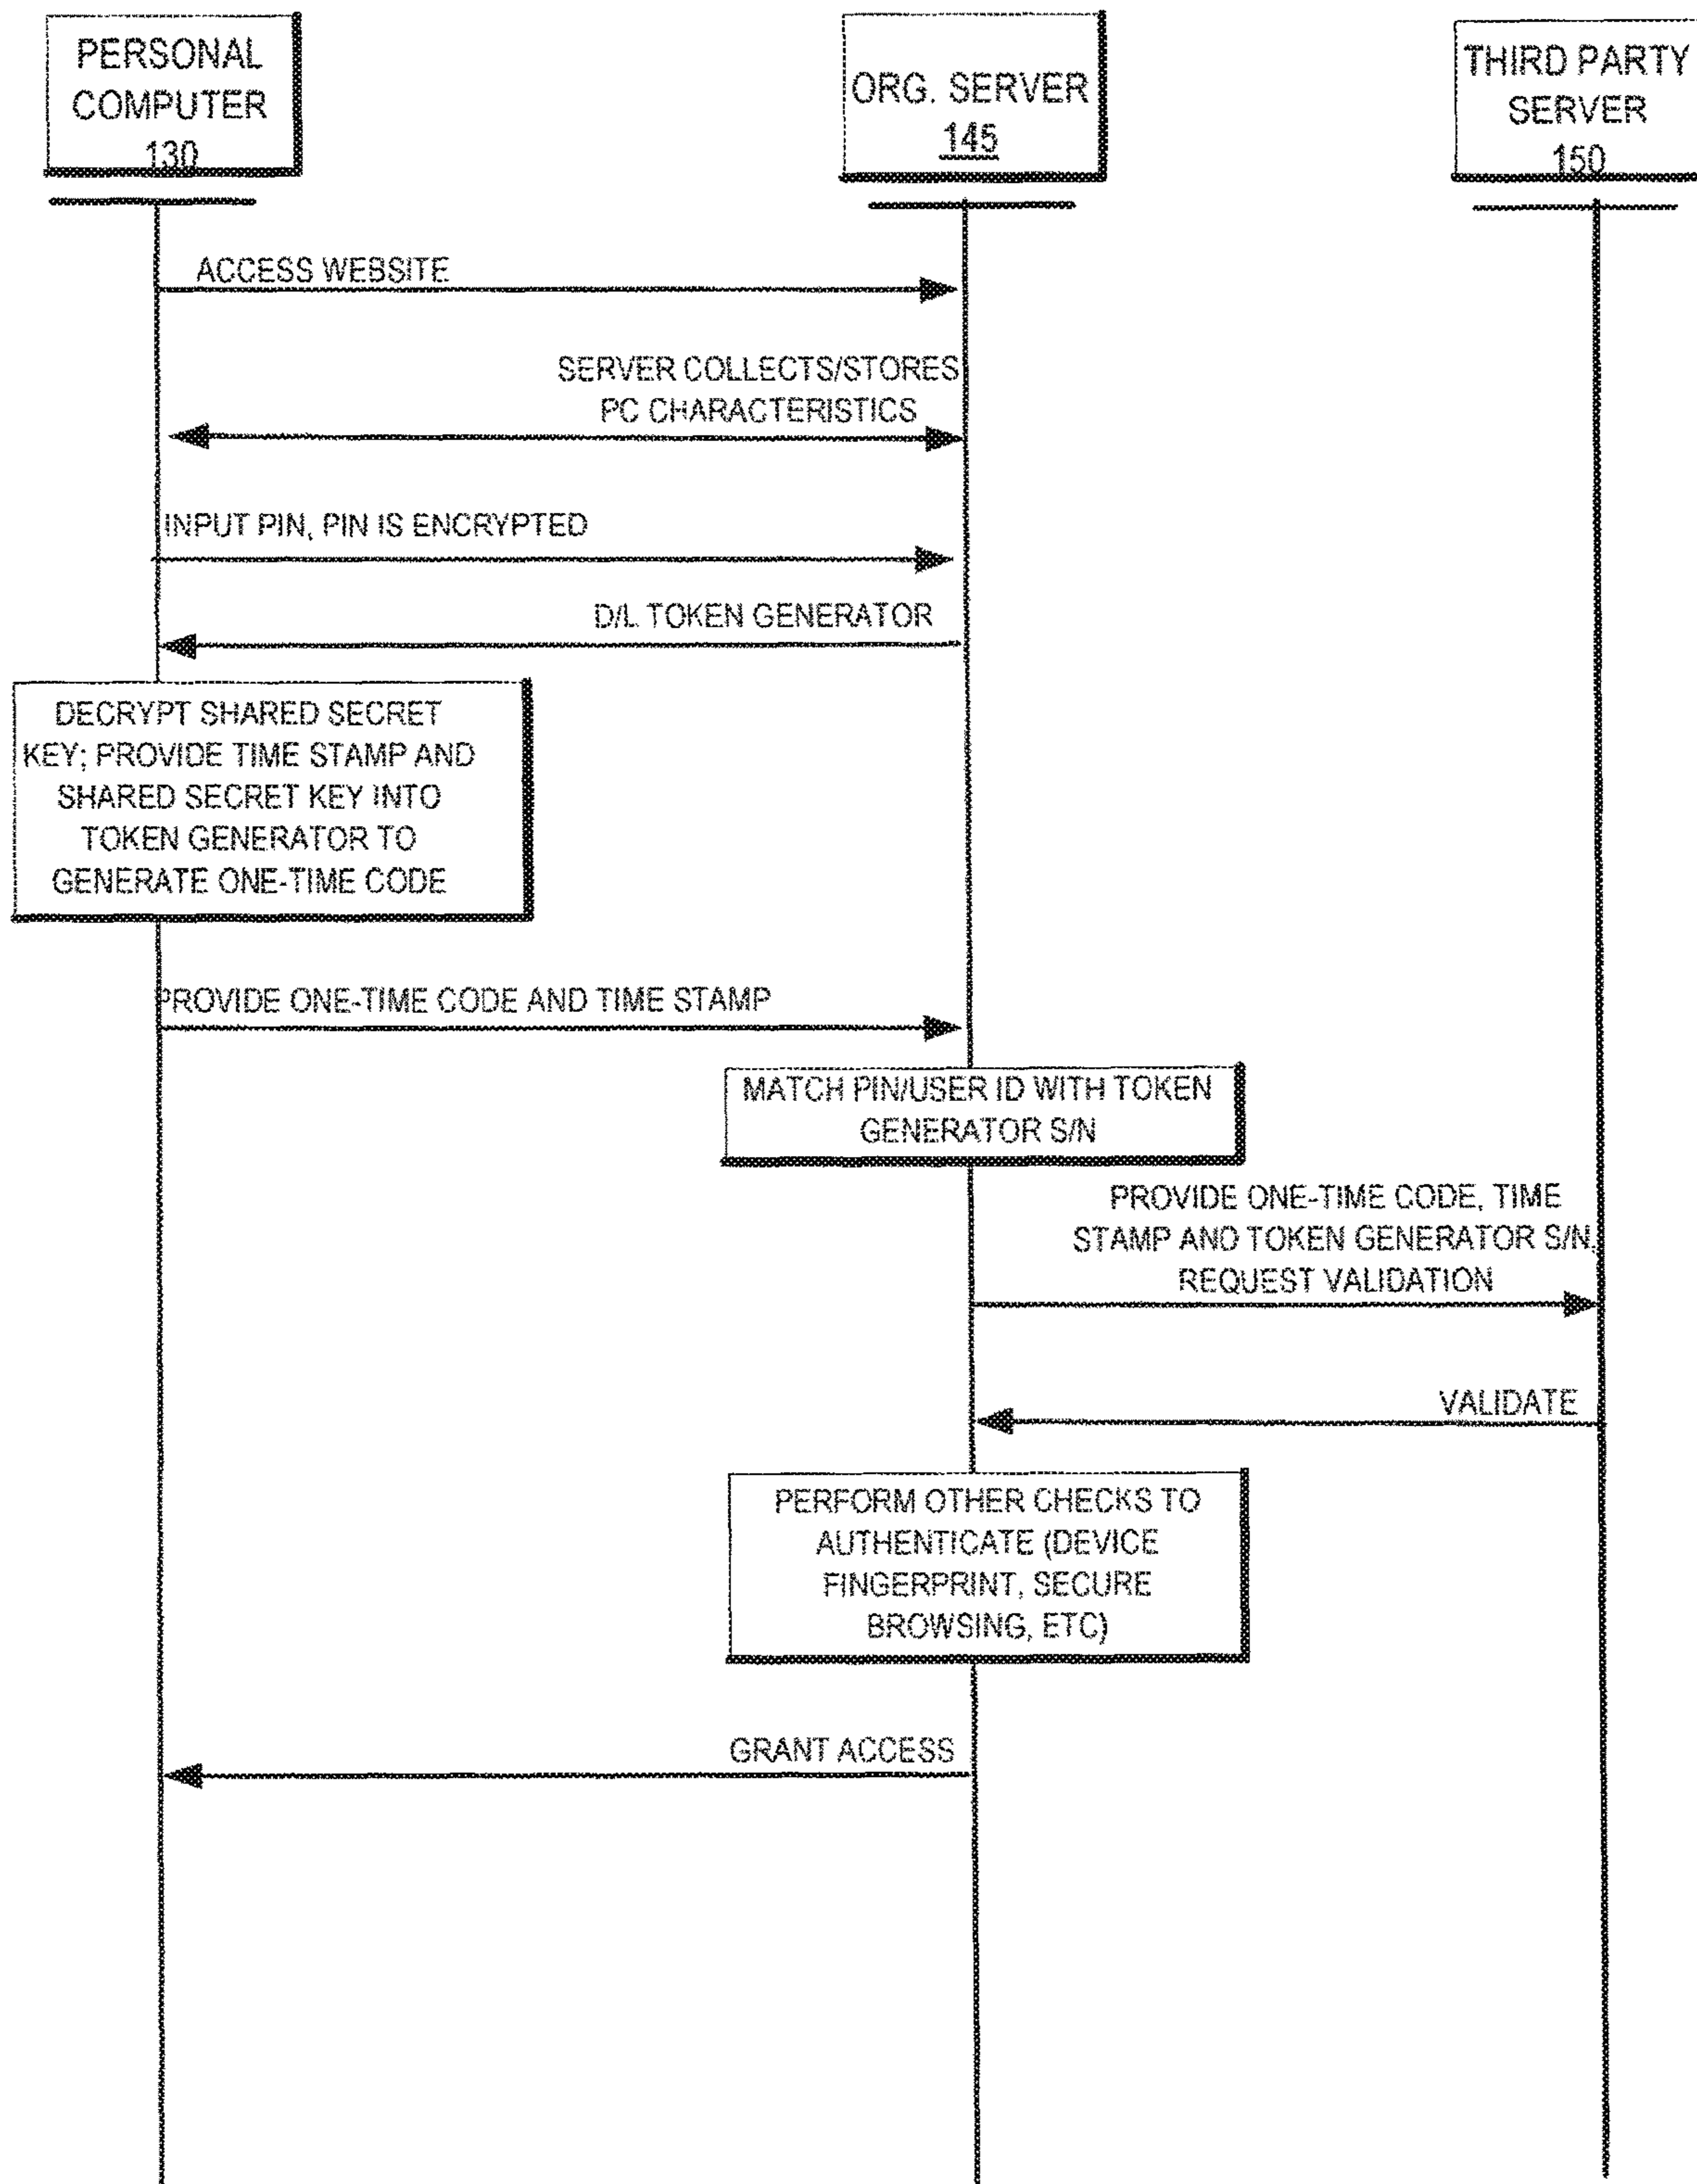 PERSONAL
COMPUTER
130
ORG. SERVER
145
THIRD PARTY
SERVER
150
ACCESS WEBSITE
SERVER COLLECTS/STORES
PC CHARACTERISTICS
INPUT PIN, PIN IS ENCRYPTED
D/L TOKEN GENERATOR
DECRYPT SHARED SECRET
KEY; PROVIDE TIME STAMP AND
SHARED SECRET KEY INTO
TOKEN GENERATOR TO
GENERATE ONE-TIME CODE
PROVIDE ONE-TIME CODE AND TIME STAMP
MATCH PIN/USER ID WITH TOKEN
GENERATOR S/N
PROVIDE ONE-TIME CODE, TIME
STAMP AND TOKEN GENERATOR S/N,
REQUEST VALIDATION
VALIDATE
PERFORM OTHER CHECKS TO
AUTHENTICATE (DEVICE
FINGERPRINT, SECURE
BROWSING, ETC)
GRANT ACCESS